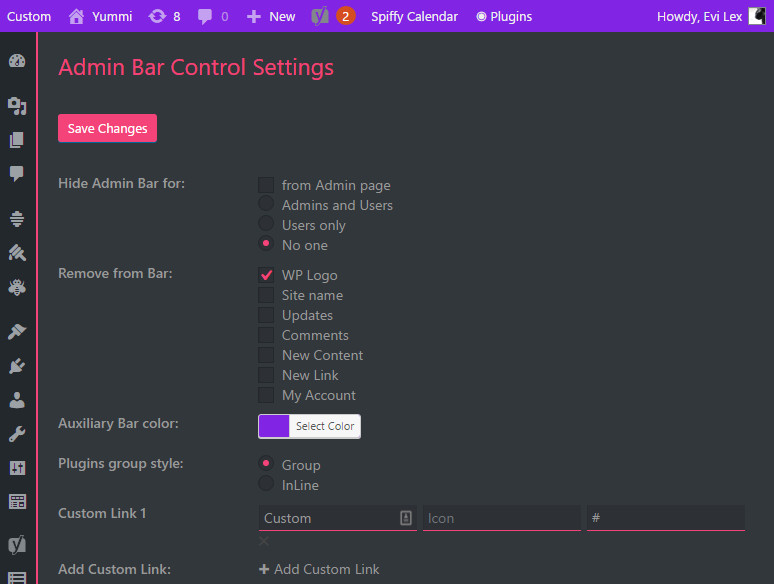 Custom Yummi 8 0 New 2 Spiffy Calendar Plugins Howdy, Evi Lex
Admin Bar Control Settings
Save Changes
Hide Admin Bar for: from Admin page
Admins and Users
Users only
No one
Remove from Bar: WP Logo
Site name
Updates
Comments
New Content
New Link
My Account
Auxiliary Bar color: Select Color
Plugins group style: Group
InLine
Custom Link 1 Custom Icon #
Add Custom Link: Add Custom Link